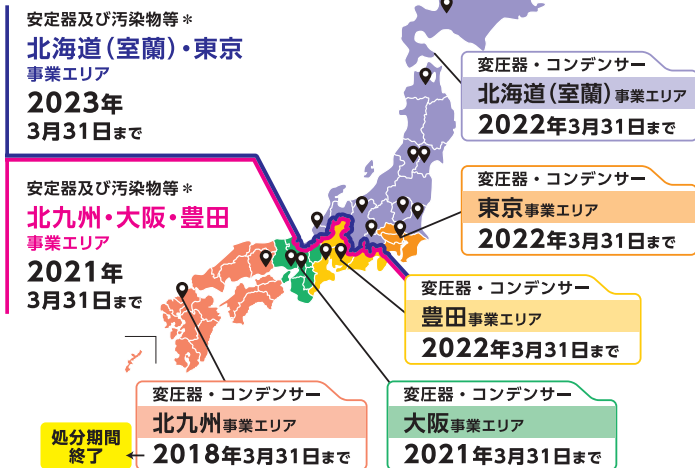 安定器及び汚染物等＊
北海道（室蘭）・東京
事業エリア
2023年
3月31日まで
安定器及び汚染物等＊
北九州・大阪・豊田
事業エリア
2021年
3月31日まで
変圧器・コンデンサー
北海道（室蘭）事業エリア
2022年3月31日まで
変圧器・コンデンサー
東京事業エリア
2022年3月31日まで
変圧器・コンデンサー
豊田事業エリア
2022年3月31日まで
変圧器・コンデンサー
北九州事業エリア
2018年3月31日まで
処分期間
終了
変圧器・コンデンサー
大阪事業エリア
2021年3月31日まで